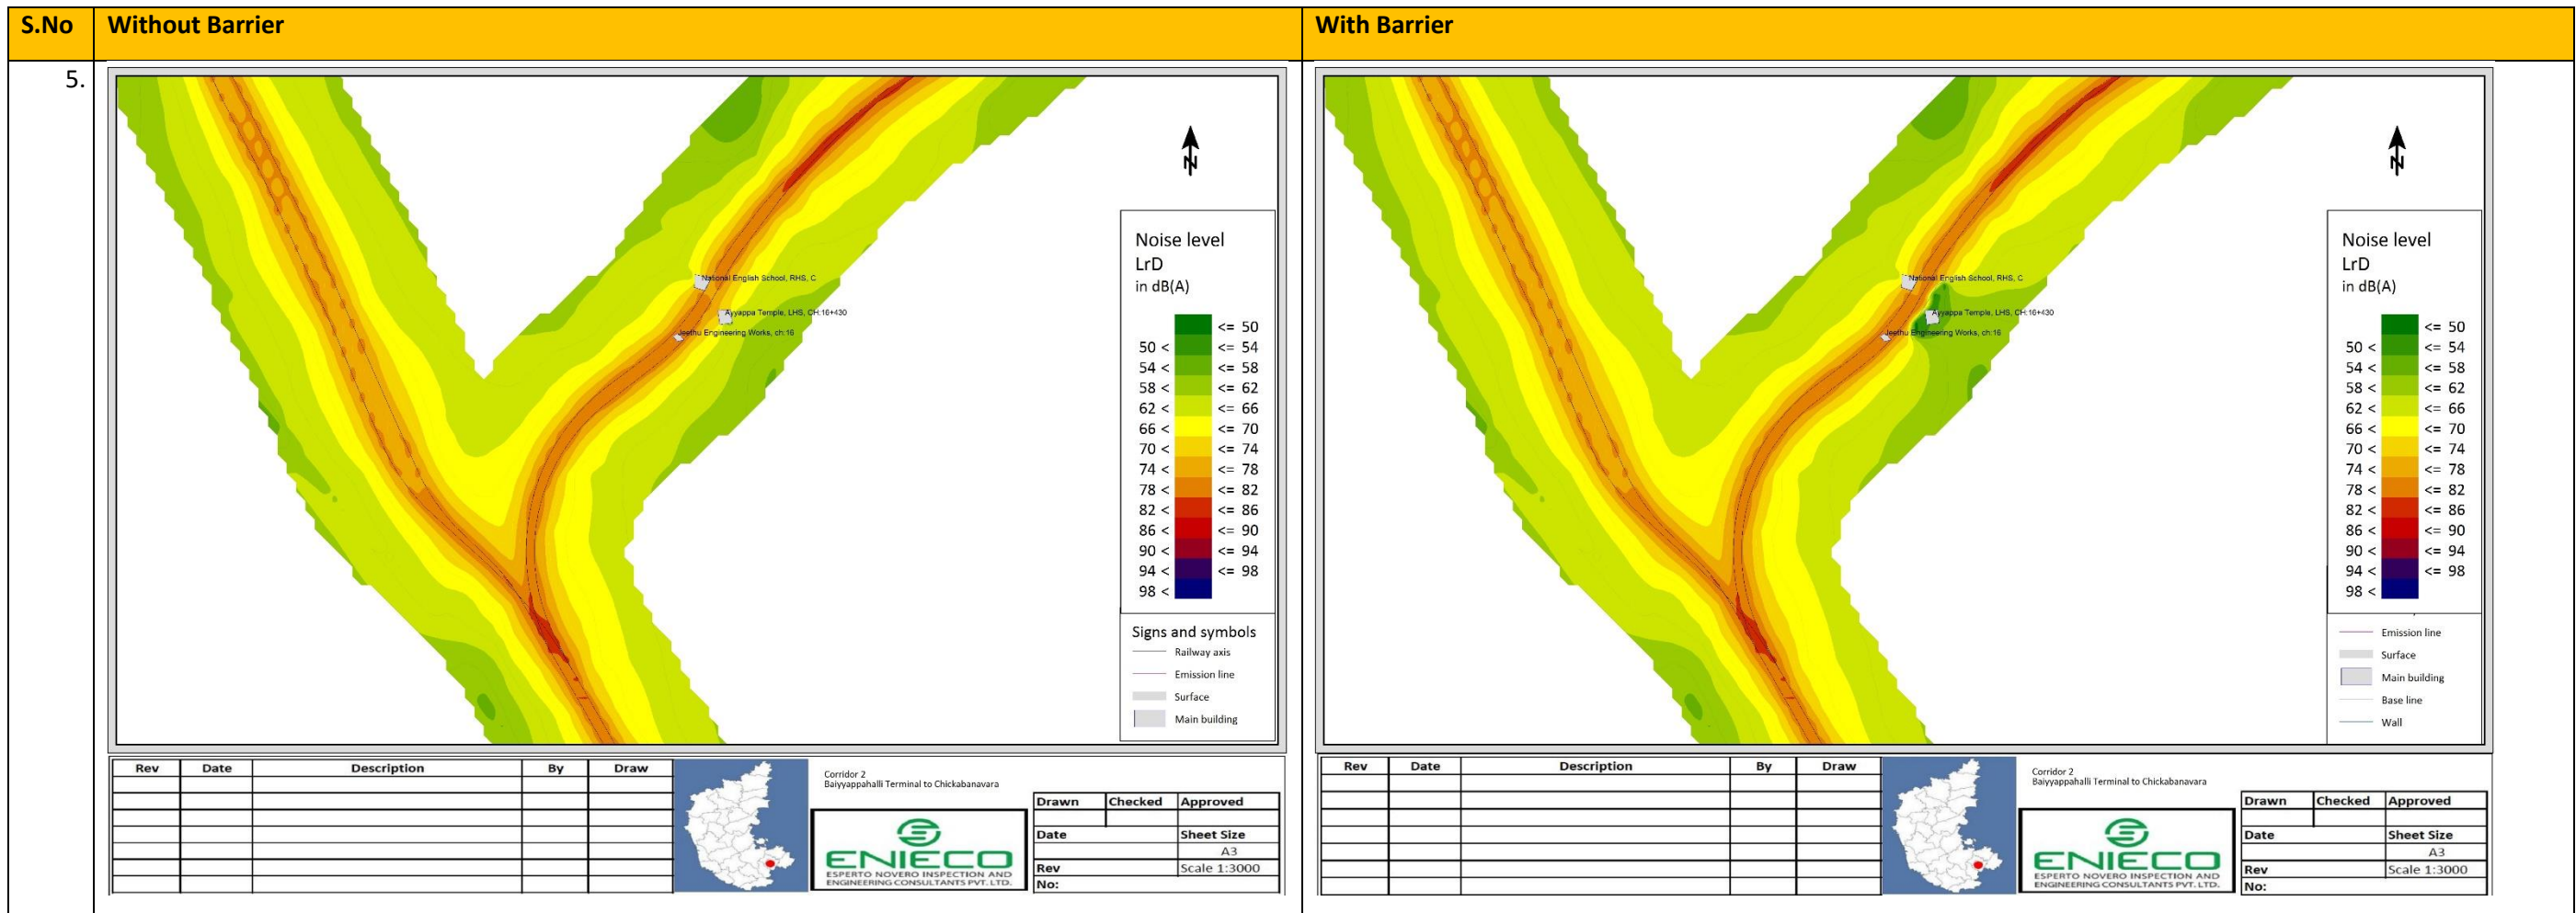 S.No Without Barrier With Barrier
5.
N
National English School, RHS, C
Ayyappa Temple, LHS, CH:16+430
Jeethu Engineering Works, ch:16
Noise level
LrD
in dB(A)
<= 50
50 < <= 54
54 < <= 58
58 < <= 62
62 < <= 66
66 < <= 70
70 < <= 74
74 < <= 78
78 < <= 82
82 < <= 86
86 < <= 90
90 < <= 94
94 < <= 98
98 <
Signs and symbols
Railway axis
Emission line
Surface
Main building
Rev Date Description By Draw
Corridor 2
Baiyyappahalli Terminal to Chickabanavara
ENIECO
ESPERTO NOVERO INSPECTION AND
ENGINEERING CONSULTANTS PVT. LTD.
Drawn Checked Approved
Date Sheet Size
A3
Rev Scale 1:3000
No:
N
National English School, RHS, C
Ayyappa Temple, LHS, CH:16+430
Jeethu Engineering Works, ch:16
Noise level
LrD
in dB(A)
<= 50
50 < <= 54
54 < <= 58
58 < <= 62
62 < <= 66
66 < <= 70
70 < <= 74
74 < <= 78
78 < <= 82
82 < <= 86
86 < <= 90
90 < <= 94
94 < <= 98
98 <
Emission line
Surface
Main building
Base line
Wall
Rev Date Description By Draw
Corridor 2
Baiyyappahalli Terminal to Chickabanavara
ENIECO
ESPERTO NOVERO INSPECTION AND
ENGINEERING CONSULTANTS PVT. LTD.
Drawn Checked Approved
Date Sheet Size
A3
Rev Scale 1:3000
No: